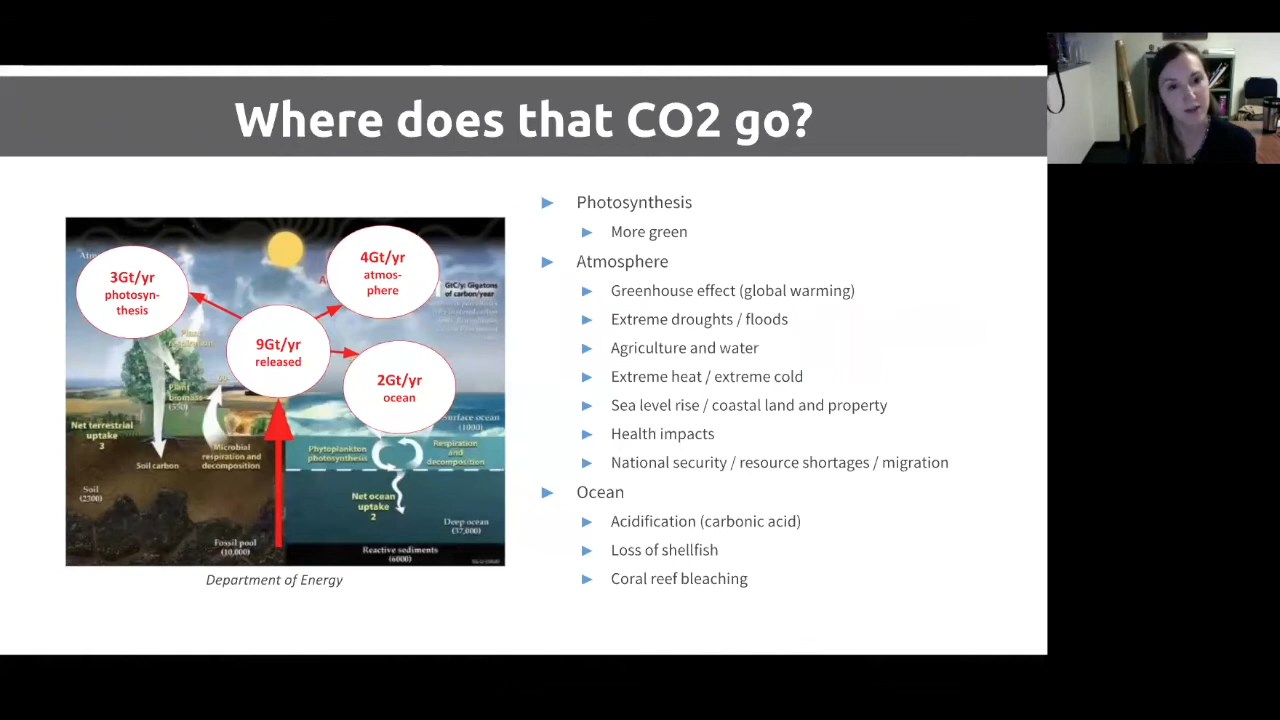 Where does that CO2 go?
3Gt/yr
photosyn-
thesis
4Gt/yr
atmos-
phere
9Gt/yr
released
2Gt/yr
ocean
GtC/y: Gigatons
of carbon/year
Plant
respiration
Plant
biomass
(550)
Net terrestrial
uptake
3
Soil carbon
Microbial
respiration and
decomposition
Soil
(2300)
Fossil pool
(10,000)
Surface ocean
(1000)
Phytoplankton
photosynthesis
Respiration
and
decomposition
Net ocean
uptake
2
Deep ocean
(37,000)
Reactive sediments
(6000)
Department of Energy
Photosynthesis
More green
Atmosphere
Greenhouse effect (global warming)
Extreme droughts / floods
Agriculture and water
Extreme heat / extreme cold
Sea level rise / coastal land and property
Health impacts
National security / resource shortages / migration
Ocean
Acidification (carbonic acid)
Loss of shellfish
Coral reef bleaching